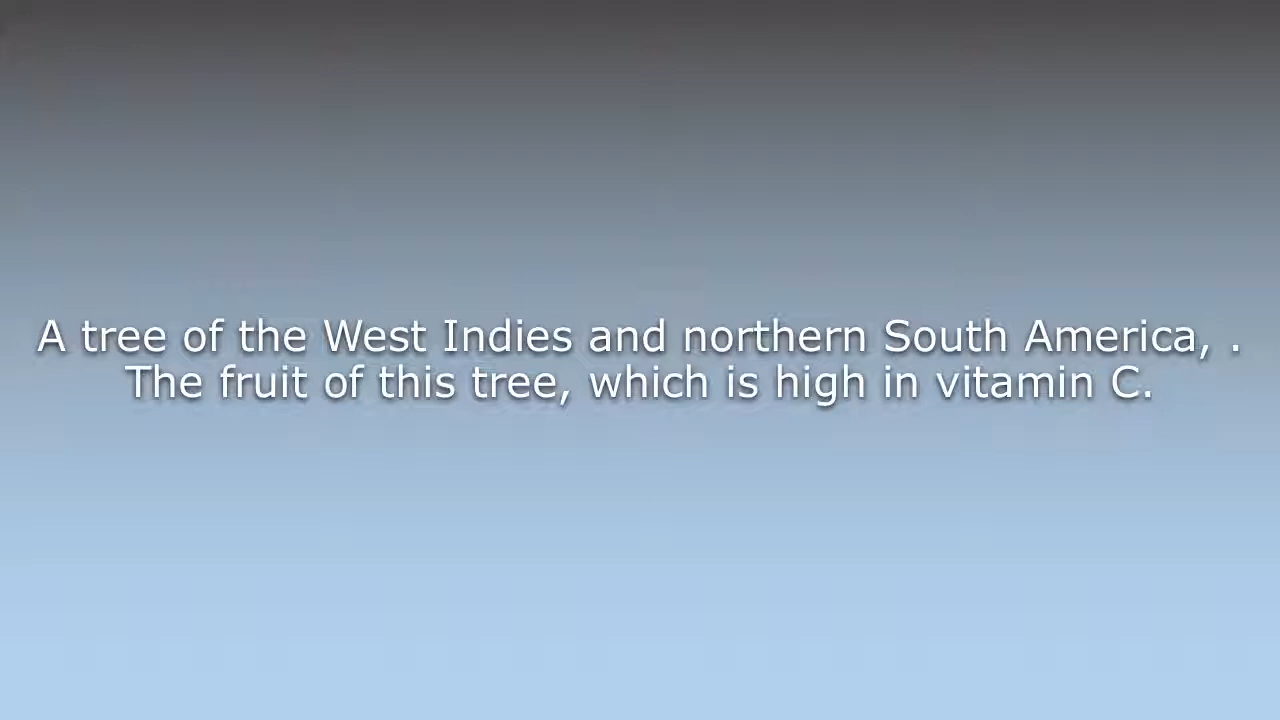 A tree of the West Indies and northern South America, .
The fruit of this tree, which is high in vitamin C.